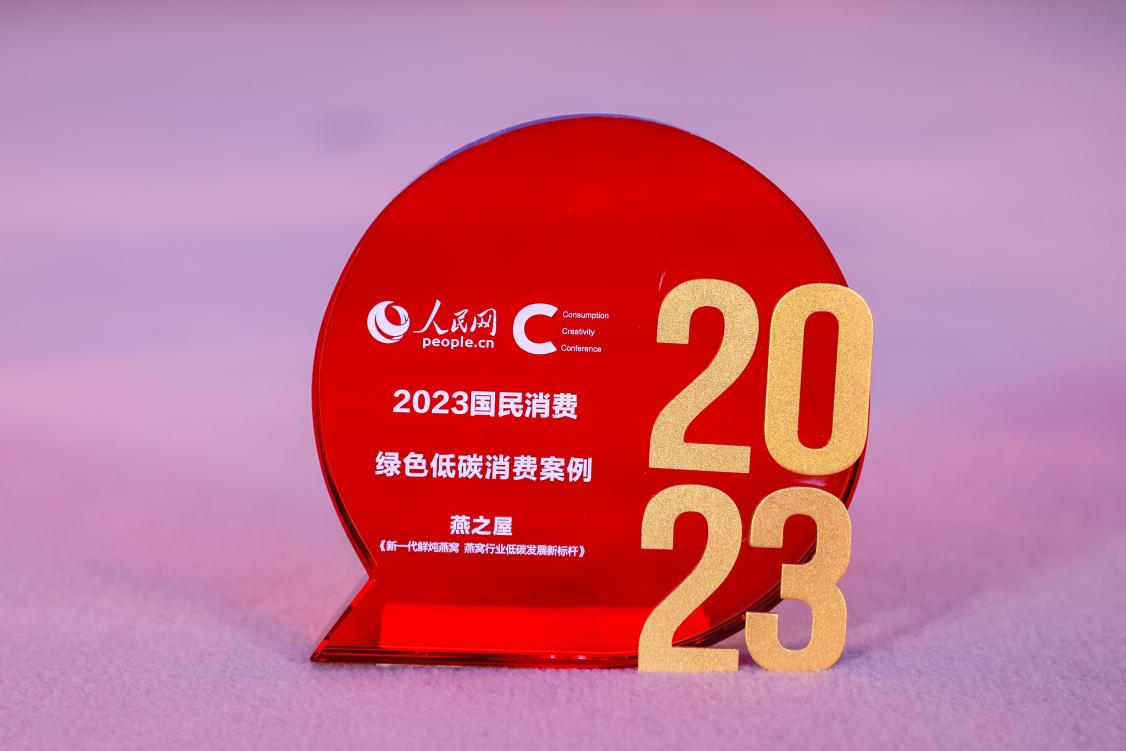 人民网
people.cn
C
Consumption
Creativity
Conference
2023国民消费
绿色低碳消费案例
燕之屋
《新一代鲜炖燕窝 燕窝行业低碳发展新标杆》
20
23